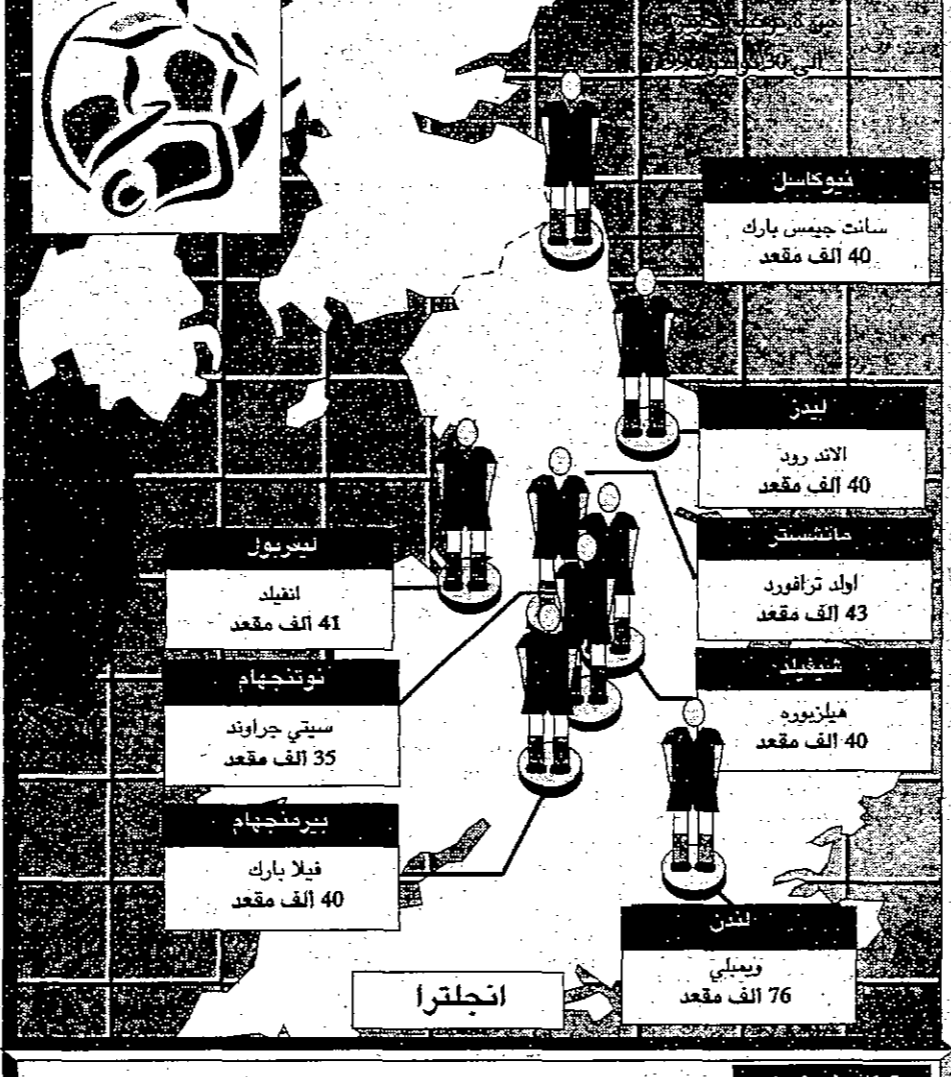 الى 30
نيوكاسل
سانت جيمس بارك
40 الف مقعد
ليدز
الاند رود
40 الف مقعد
مانشستر
اولد ترافورد
43 الف مقعد
ليفربول
انفيلد
41 الف مقعد
شيفيلد
هيلزبوره
40 الف مقعد
نوتنجهام
سيتي جراوند
35 الف مقعد
بيرمنجهام
فيلا بارك
40 الف مقعد
لندن
ويمبلي
76 الف مقعد
انجلترا